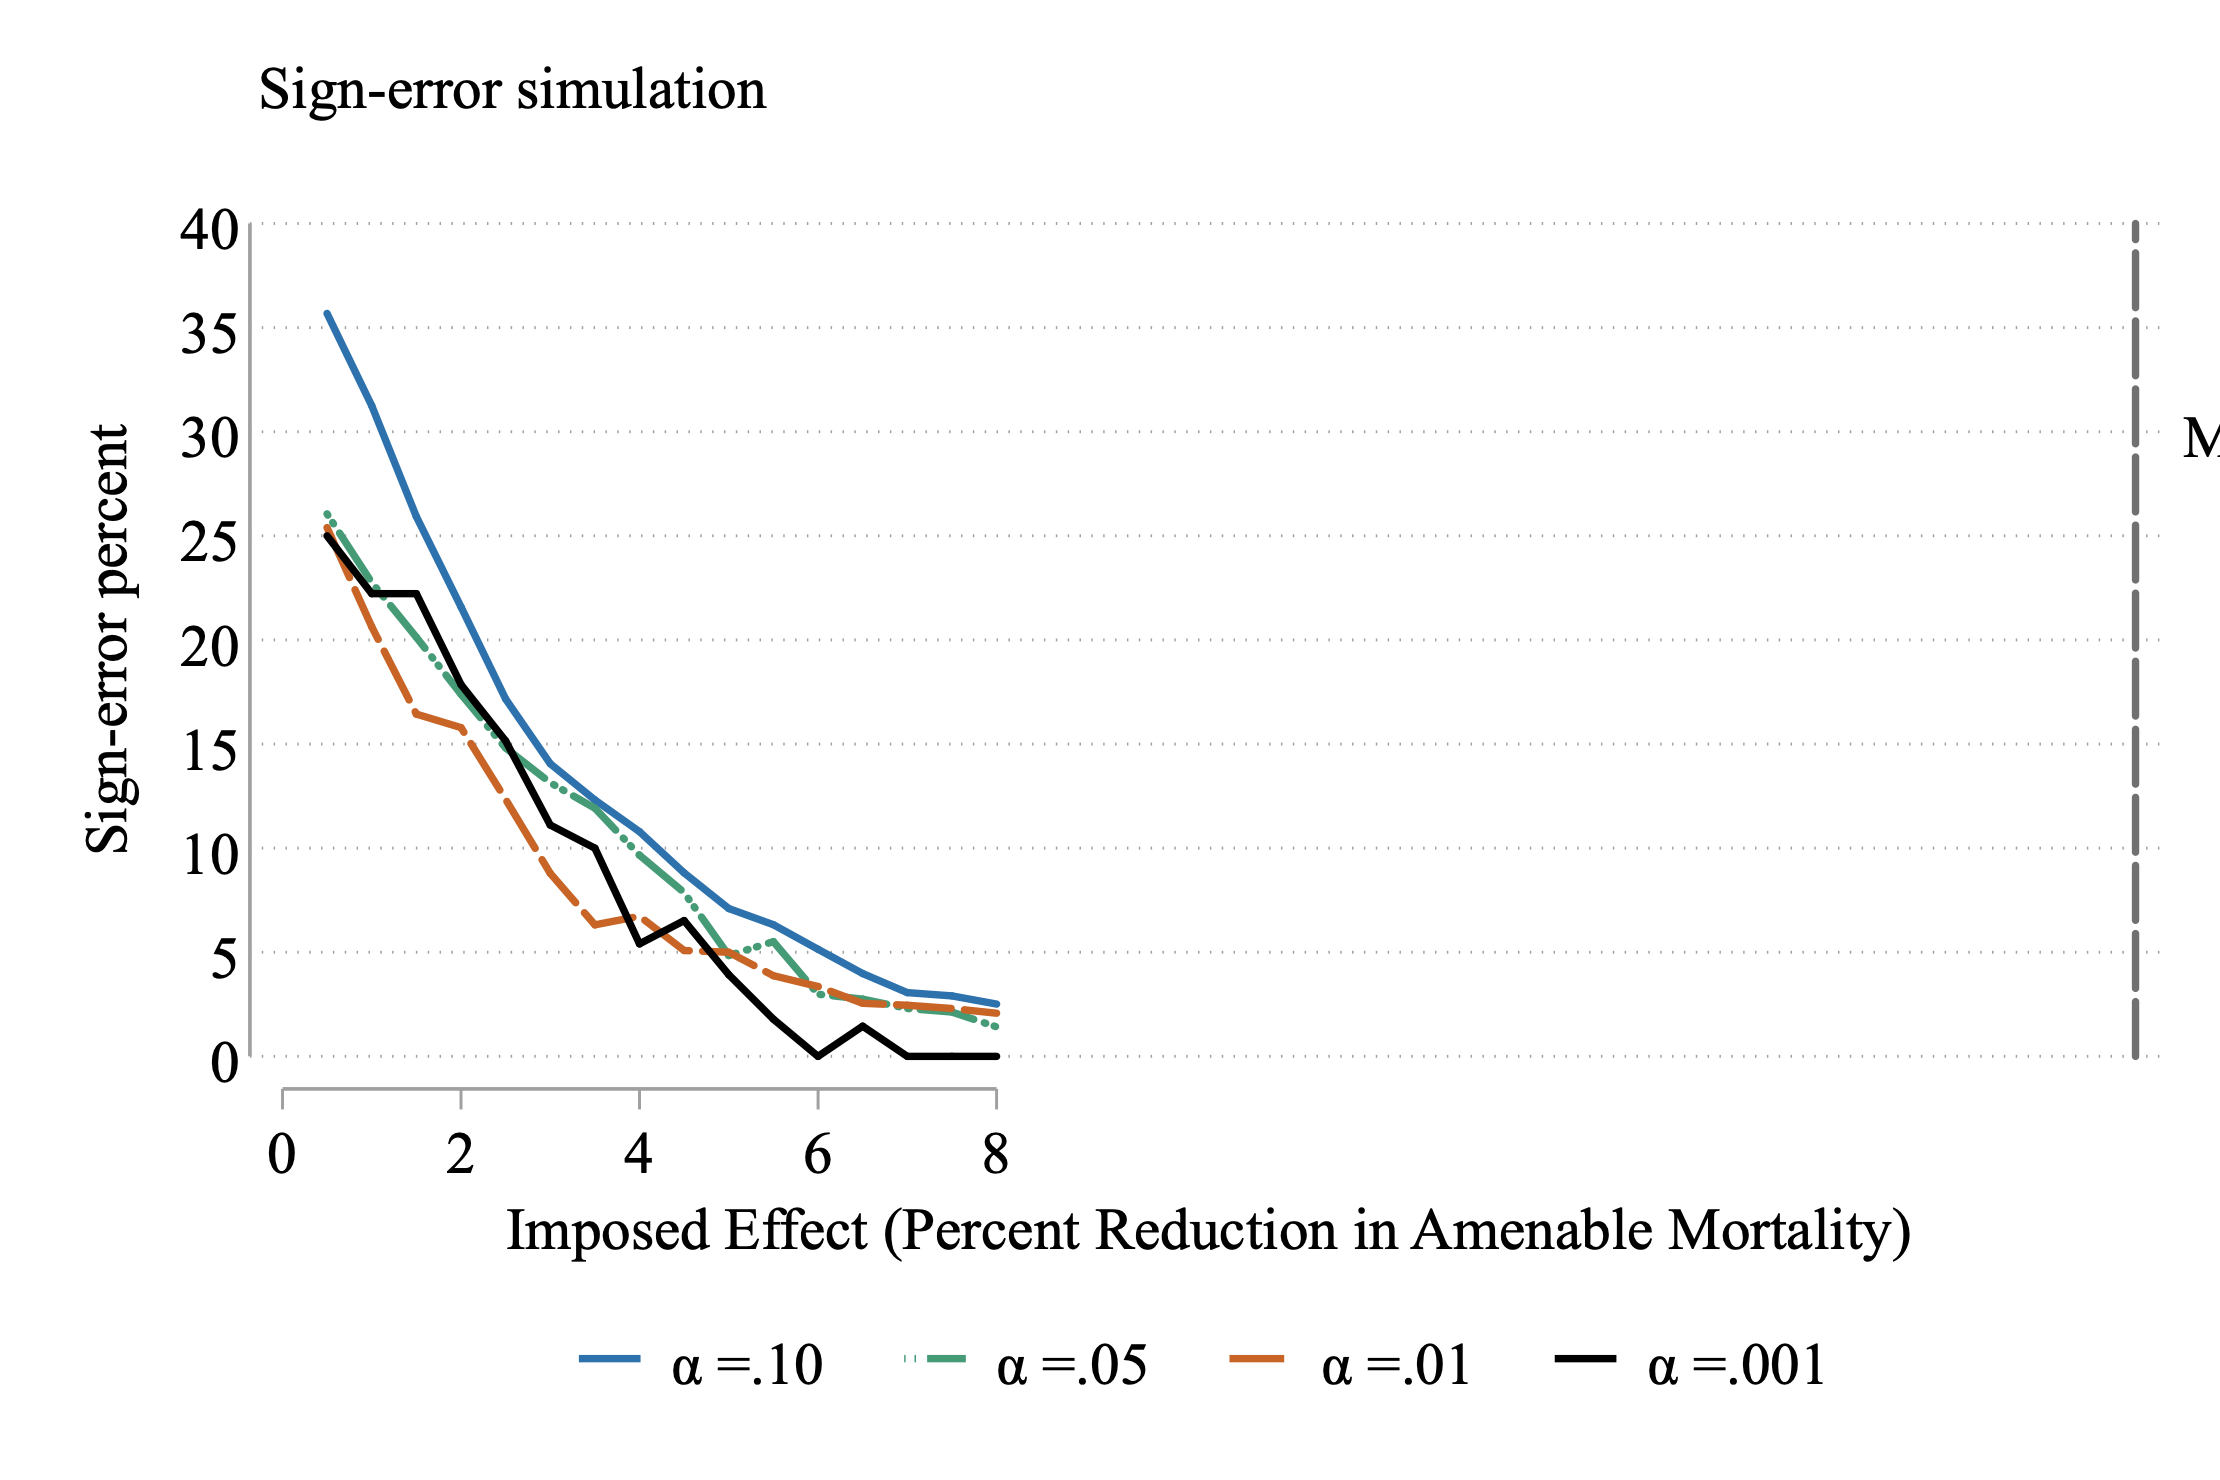 Sign-error simulation
40
35
30
25
20
15
10
5
0
Sign-error percent
M
0 2 4 6 8
Imposed Effect (Percent Reduction in Amenable Mortality)
α =.10 α =.05 α =.01 α =.001